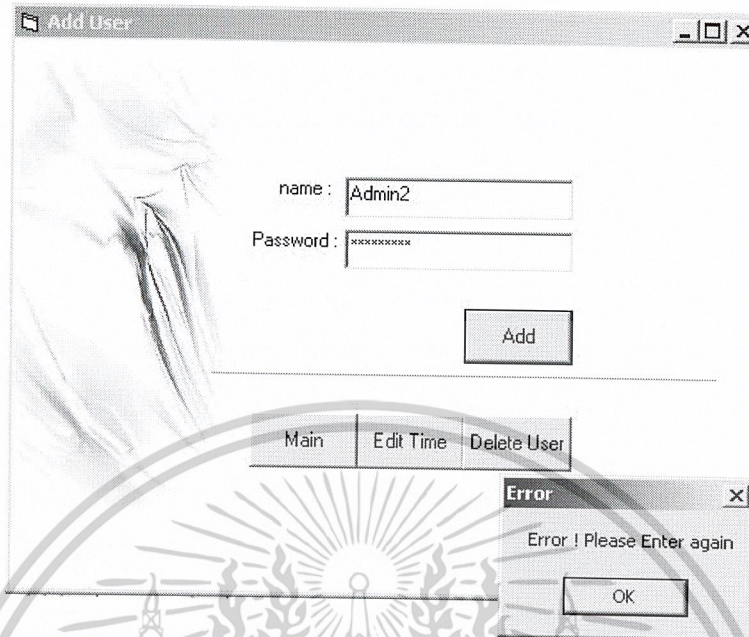 Add User
name :
Admin2
Password :
×××××××××
Add
Main
Edit Time
Delete User
Error
Error ! Please Enter again
OK